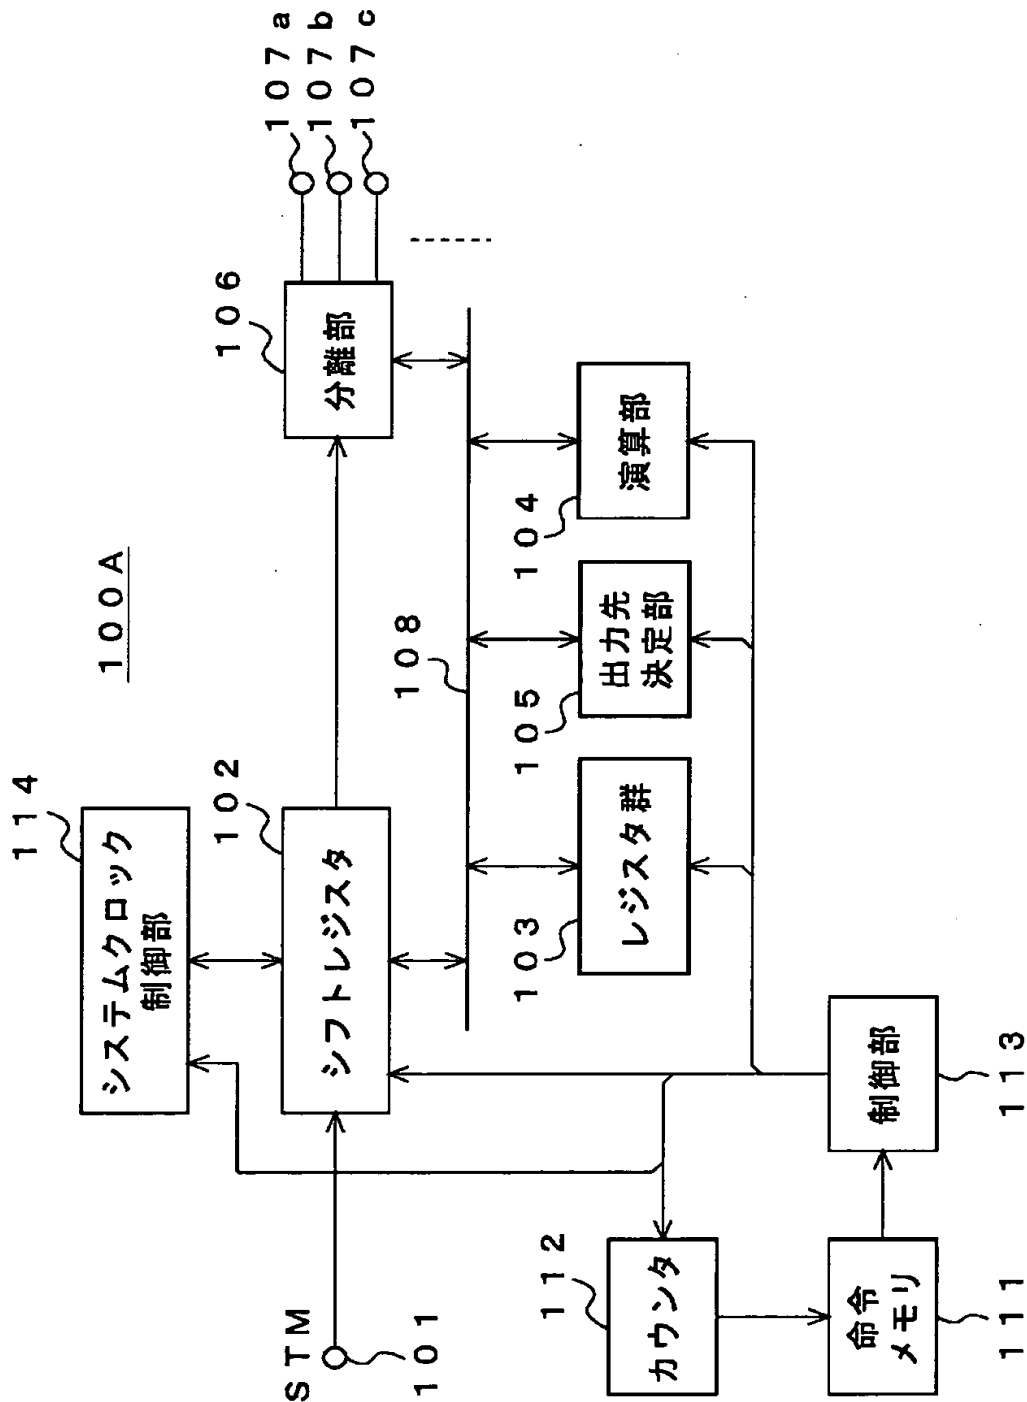 100A
114
システムクロック
制御部
102
シフトレジスタ
STM
101
106
分離部
107a
107b
107c
108
103
レジスタ群
105
出力先
決定部
104
演算部
112
カウンタ
命令
メモリ
111
制御部
113